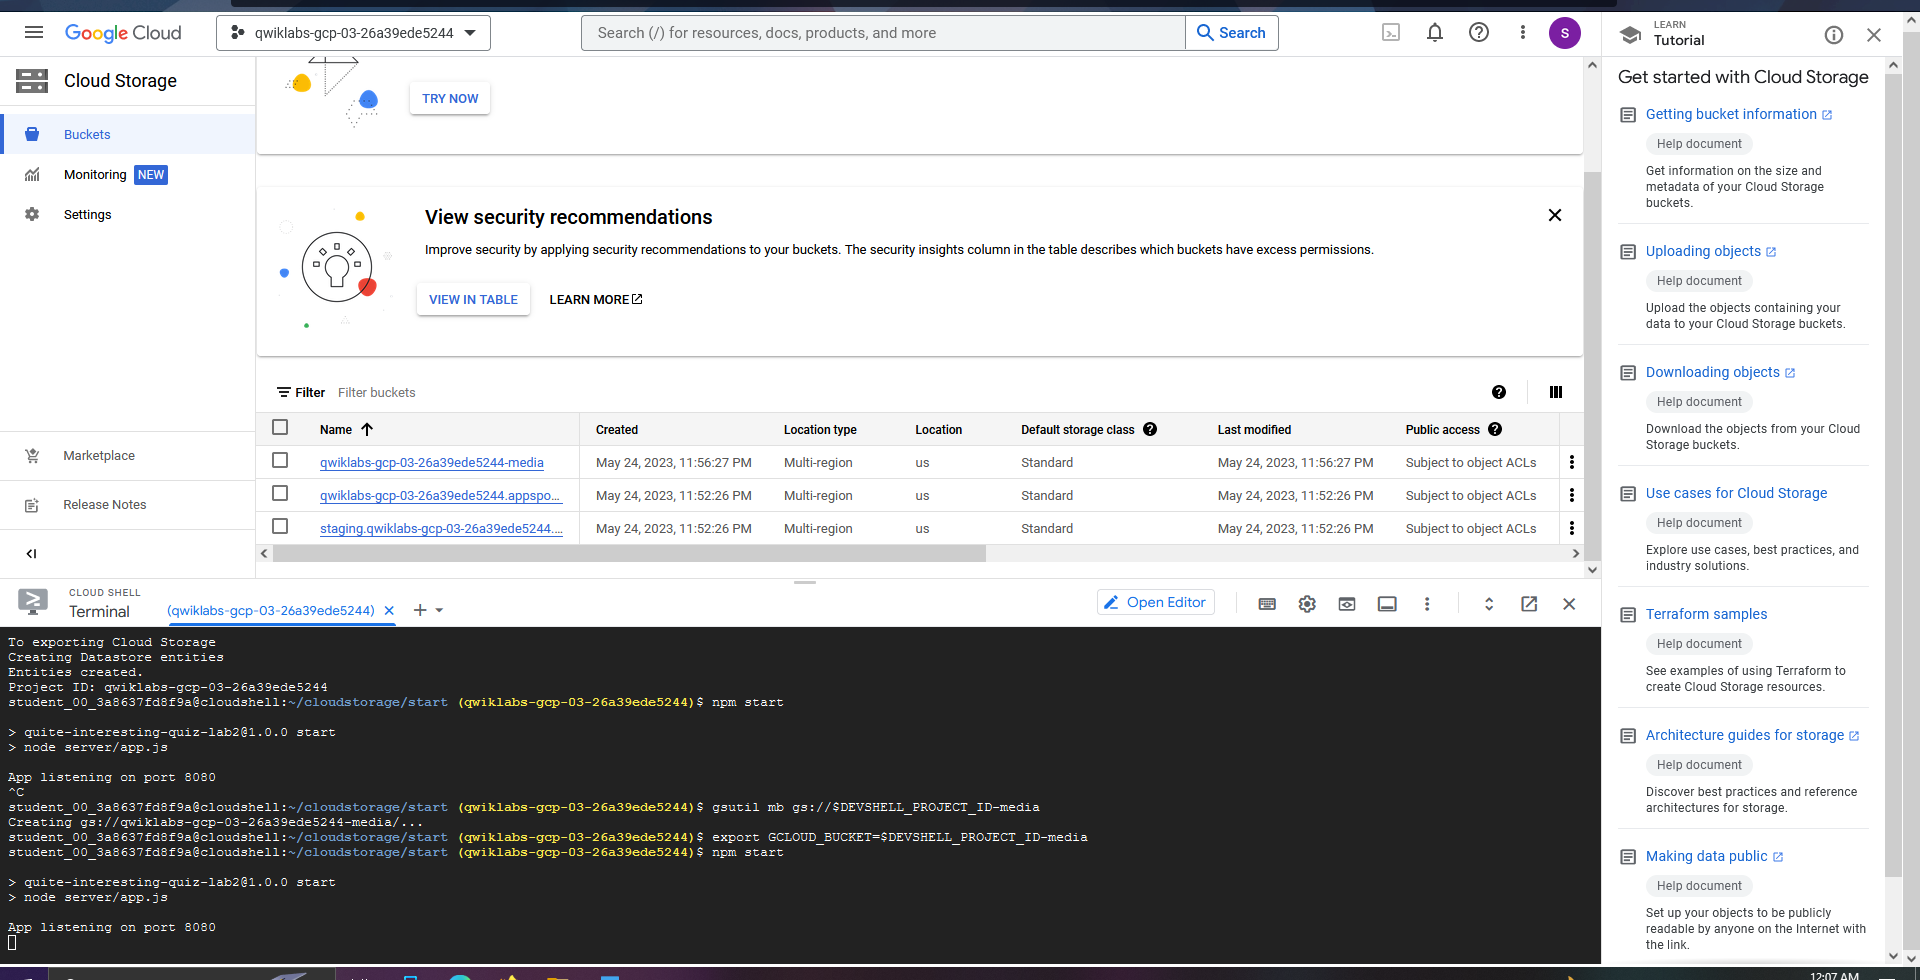 Google Cloud
qwiklabs-gcp-03-26a39ede5244
Search (/) for resources, docs, products, and more
Search
S
LEARN
Tutorial
Cloud Storage
Buckets
Monitoring NEW
Settings
Marketplace
Release Notes
TRY NOW
View security recommendations
Improve security by applying security recommendations to your buckets. The security insights column in the table describes which buckets have excess permissions.
VIEW IN TABLE LEARN MORE
Filter Filter buckets
Name Created Location type Location Default storage class Last modified Public access
qwiklabs-gcp-03-26a39ede5244-media May 24, 2023, 11:56:27 PM Multi-region us Standard May 24, 2023, 11:56:27 PM Subject to object ACLs
qwiklabs-gcp-03-26a39ede5244.appspo... May 24, 2023, 11:52:26 PM Multi-region us Standard May 24, 2023, 11:52:26 PM Subject to object ACLs
staging.qwiklabs-gcp-03-26a39ede5244.... May 24, 2023, 11:52:26 PM Multi-region us Standard May 24, 2023, 11:52:26 PM Subject to object ACLs
CLOUD SHELL
Terminal
(qwiklabs-gcp-03-26a39ede5244)
Open Editor
To exporting Cloud Storage
Creating Datastore entities
Entities created.
Project ID: qwiklabs-gcp-03-26a39ede5244
student_00_3a8637fd8f9a@cloudshell:~/cloudstorage/start (qwiklabs-gcp-03-26a39ede5244)$ npm start
> quite-interesting-quiz-lab2@1.0.0 start
> node server/app.js
App listening on port 8080
^C
student_00_3a8637fd8f9a@cloudshell:~/cloudstorage/start (qwiklabs-gcp-03-26a39ede5244)$ gsutil mb gs://$DEVSHELL_PROJECT_ID-media
Creating gs://qwiklabs-gcp-03-26a39ede5244-media/...
student_00_3a8637fd8f9a@cloudshell:~/cloudstorage/start (qwiklabs-gcp-03-26a39ede5244)$ export GCLOUD_BUCKET=$DEVSHELL_PROJECT_ID-media
student_00_3a8637fd8f9a@cloudshell:~/cloudstorage/start (qwiklabs-gcp-03-26a39ede5244)$ npm start
> quite-interesting-quiz-lab2@1.0.0 start
> node server/app.js
App listening on port 8080
Get started with Cloud Storage
Getting bucket information
Help document
Get information on the size and
metadata of your Cloud Storage
buckets.
Uploading objects
Help document
Upload the objects containing your
data to your Cloud Storage buckets.
Downloading objects
Help document
Download the objects from your Cloud
Storage buckets.
Use cases for Cloud Storage
Help document
Explore use cases, best practices, and
industry solutions.
Terraform samples
Help document
See examples of using Terraform to
create Cloud Storage resources.
Architecture guides for storage
Help document
Discover best practices and reference
architectures for storage.
Making data public
Help document
Set up your objects to be publicly
readable by anyone on the Internet with
the link.
12:07 AM